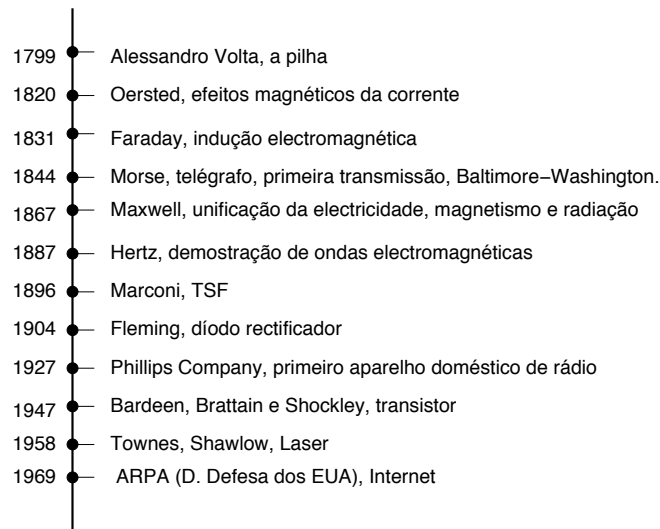 1799 Alessandro Volta, a pilha
1820 Oersted, efeitos magnéticos da corrente
1831 Faraday, indução electromagnética
1844 Morse, telégrafo, primeira transmissão, Baltimore−Washington.
1867 Maxwell, unificação da electricidade, magnetismo e radiação
1887 Hertz, demostração de ondas electromagnéticas
1896 Marconi, TSF
1904 Fleming, díodo rectificador
1927 Phillips Company, primeiro aparelho doméstico de rádio
1947 Bardeen, Brattain e Shockley, transistor
1958 Townes, Shawlow, Laser
1969 ARPA (D. Defesa dos EUA), Internet